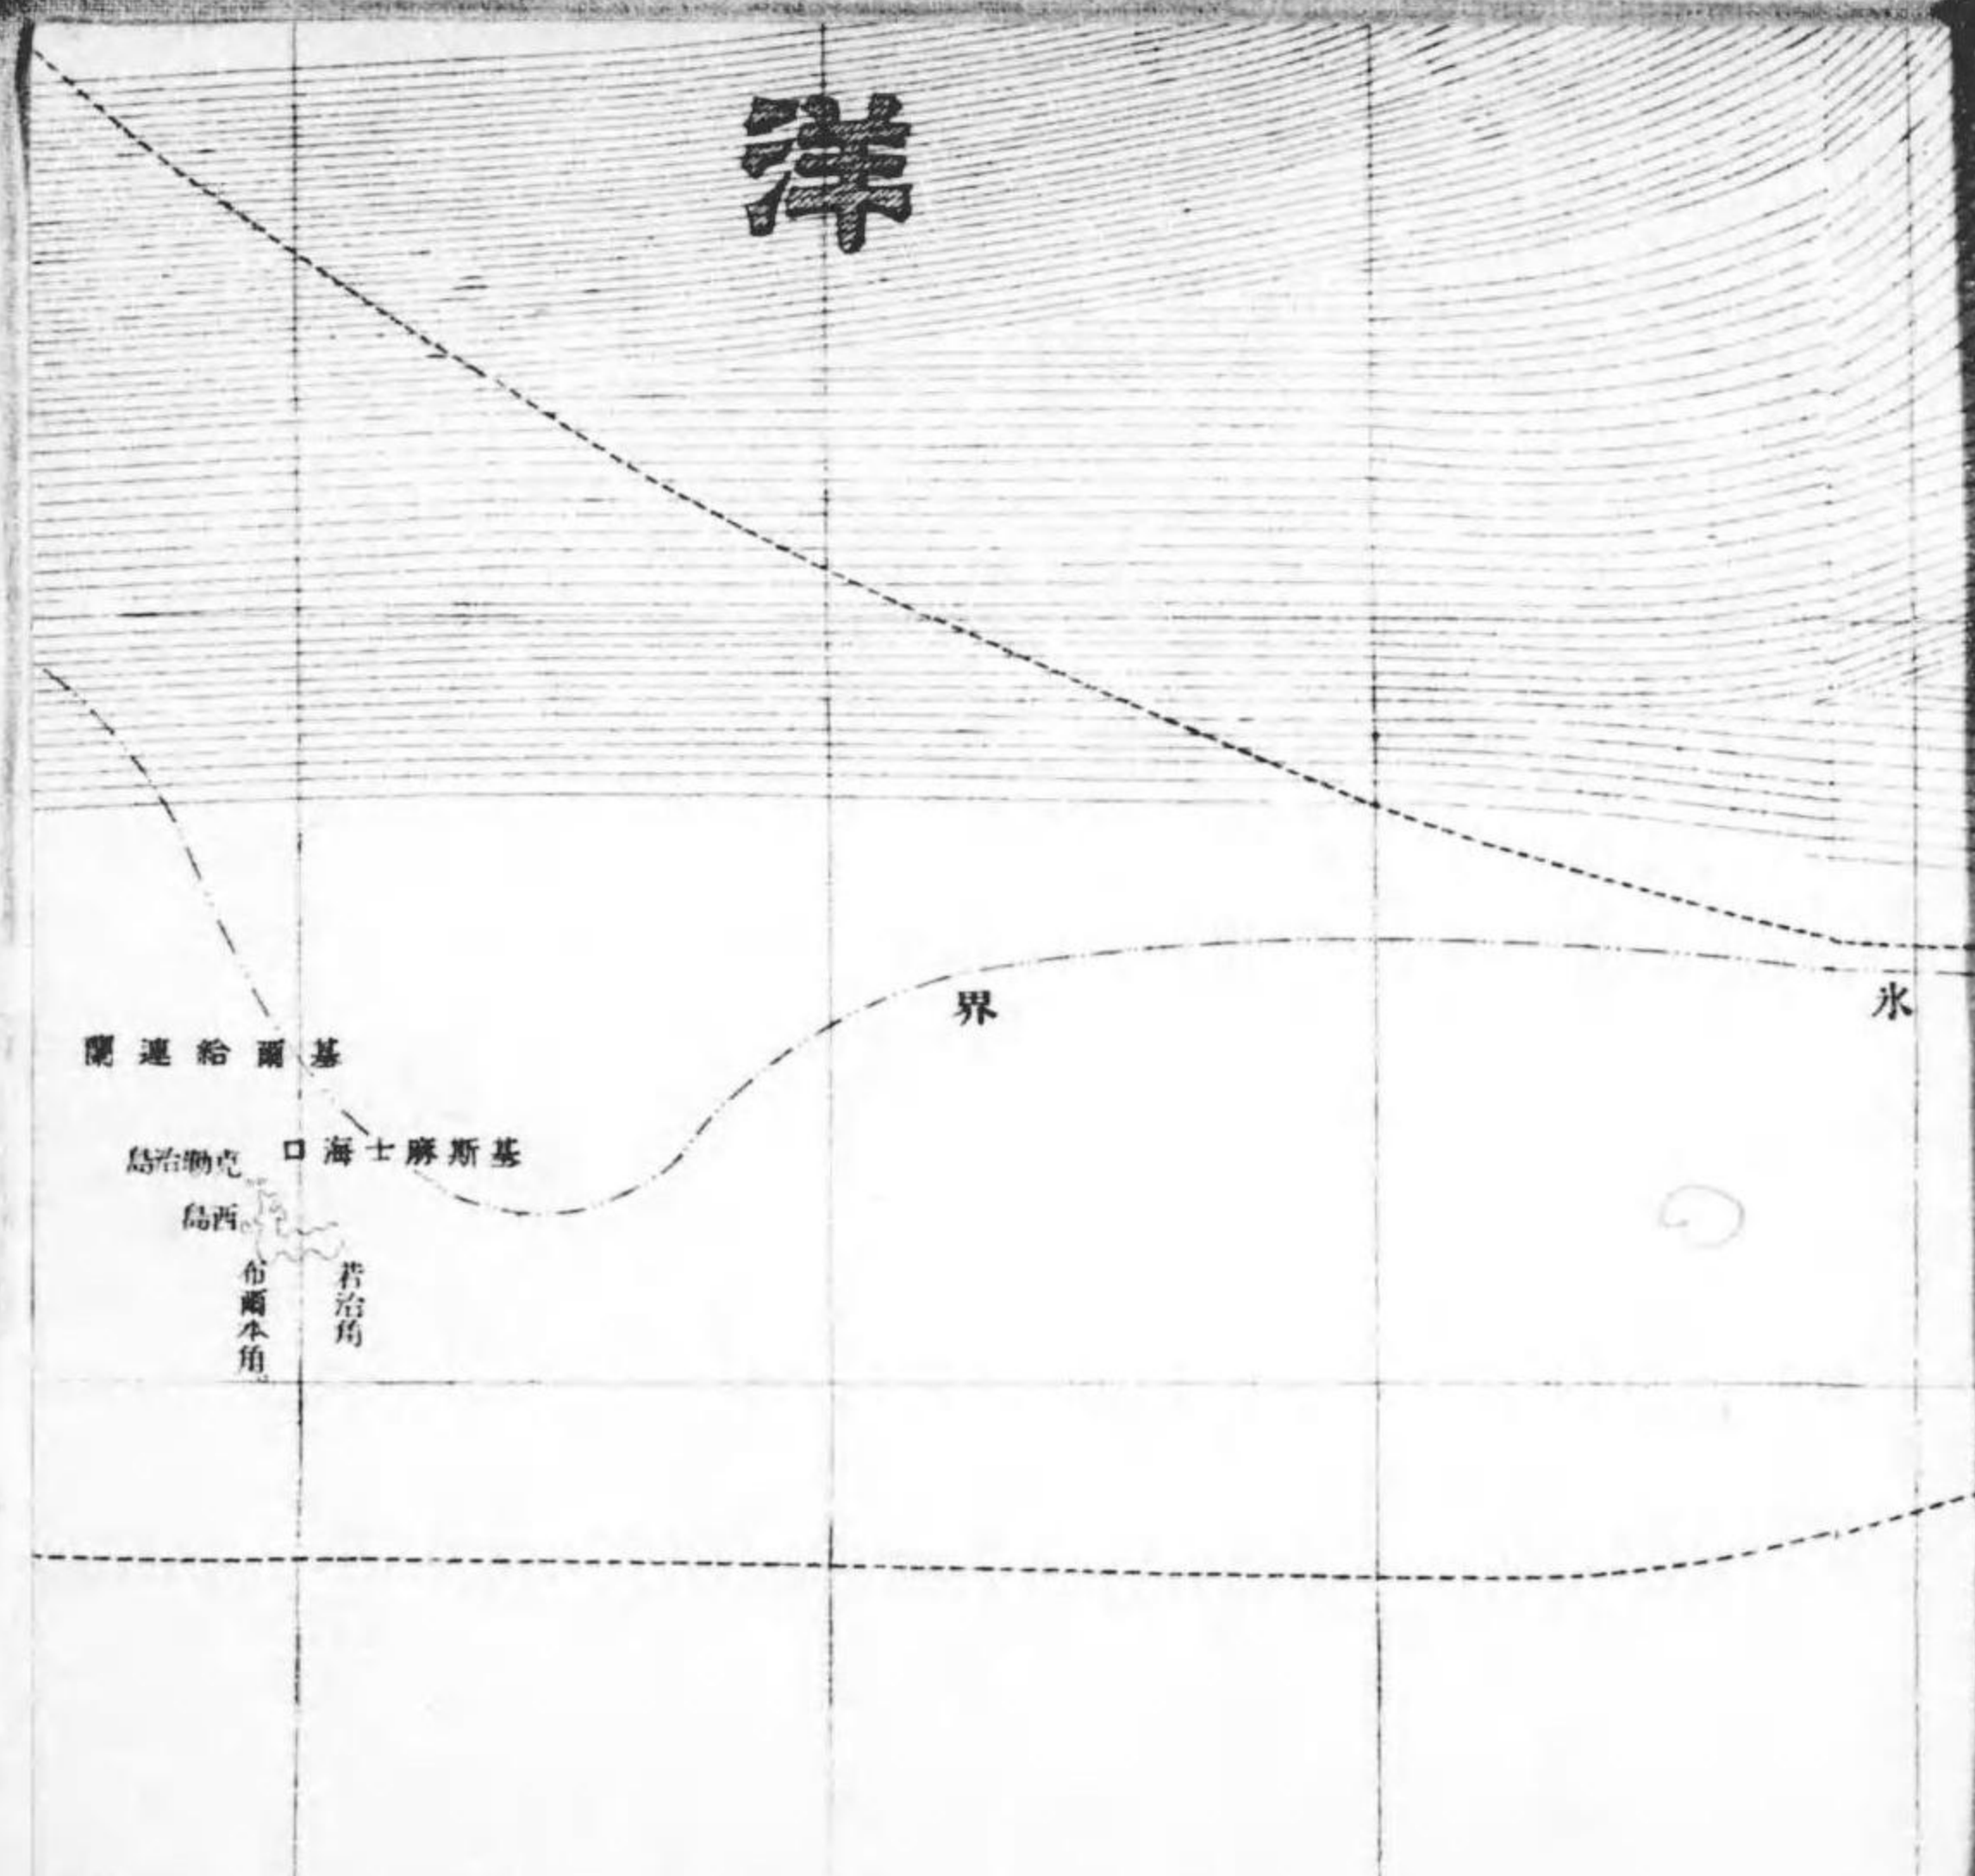 洋
氷界
基爾給連蘭
基斯摩士海口
克勒治島
西島
若治角
布爾本角